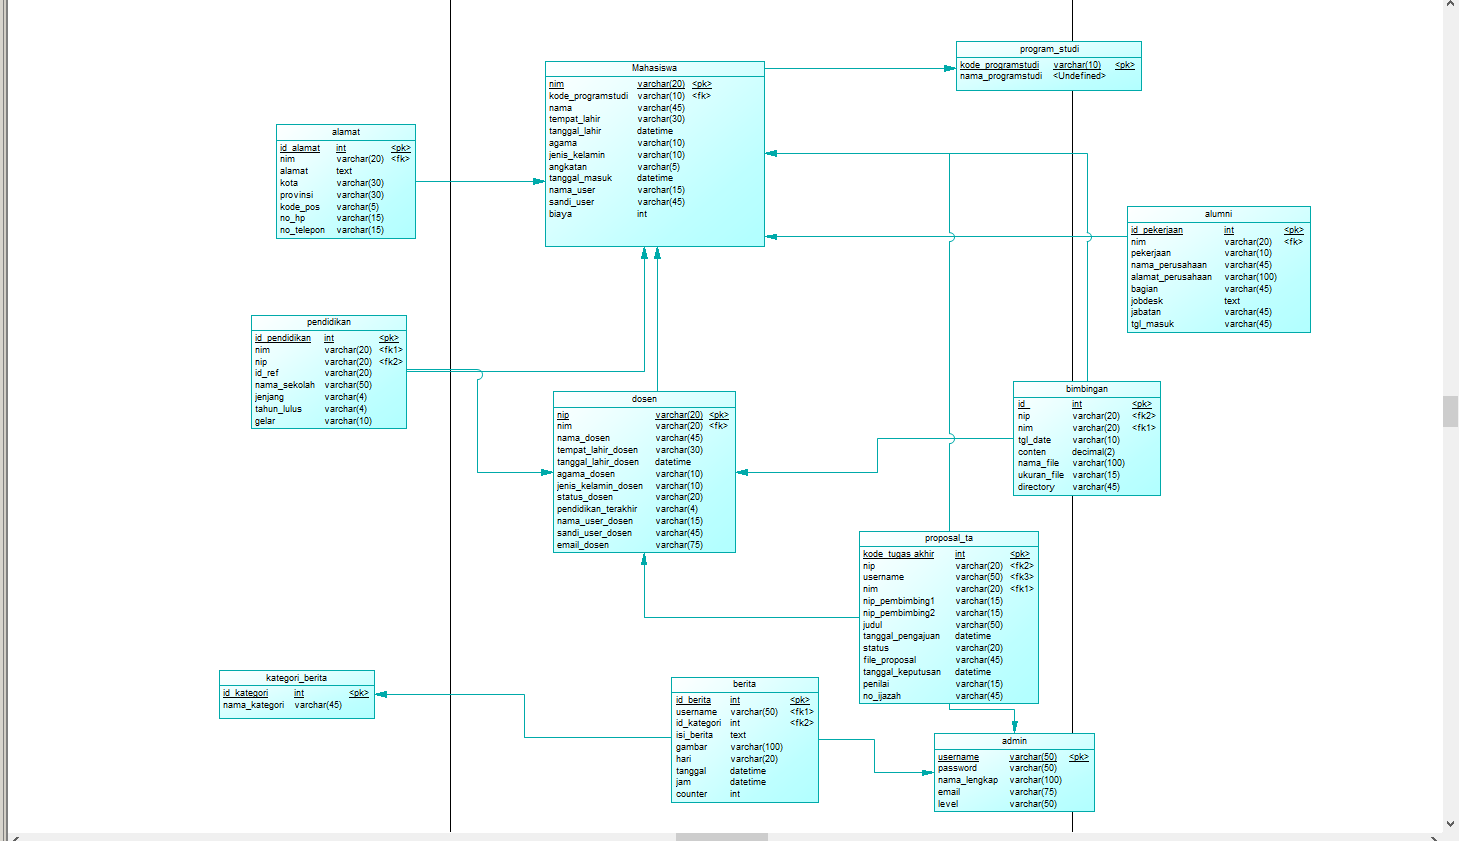 program_studi
kode_programstudi varchar(10) <pk>
nama_programstudi <Undefined>
Mahasiswa
nim varchar(20) <pk>
kode_programstudi varchar(10) <fk>
nama varchar(45)
tempat_lahir varchar(30)
tanggal_lahir datetime
agama varchar(10)
jenis_kelamin varchar(10)
angkatan varchar(5)
tanggal_masuk datetime
nama_user varchar(15)
sandi_user varchar(45)
biaya int
alamat
id_alamat int <pk>
nim varchar(20) <fk>
alamat text
kota varchar(30)
provinsi varchar(30)
kode_pos varchar(5)
no_hp varchar(15)
no_telepon varchar(15)
alumni
id_pekerjaan int <pk>
nim varchar(20) <fk>
pekerjaan varchar(10)
nama_perusahaan varchar(45)
alamat_perusahaan varchar(100)
bagian varchar(45)
jobdesk text
jabatan varchar(45)
tgl_masuk varchar(45)
pendidikan
id_pendidikan int <pk>
nim varchar(20) <fk1>
nip varchar(20) <fk2>
id_ref varchar(20)
nama_sekolah varchar(50)
jenjang varchar(4)
tahun_lulus varchar(4)
gelar varchar(10)
dosen
nip varchar(20) <pk>
nim varchar(20) <fk>
nama_dosen varchar(45)
tempat_lahir_dosen varchar(30)
tanggal_lahir_dosen datetime
agama_dosen varchar(10)
jenis_kelamin_dosen varchar(10)
status_dosen varchar(20)
pendidikan_terakhir varchar(4)
nama_user_dosen varchar(15)
sandi_user_dosen varchar(45)
email_dosen varchar(75)
bimbingan
id_ int <pk>
nip varchar(20) <fk2>
nim varchar(20) <fk1>
tgl_date varchar(10)
conten decimal(2)
nama_file varchar(100)
ukuran_file varchar(15)
directory varchar(45)
proposal_ta
kode_tugas akhir int <pk>
nip varchar(20) <fk2>
username varchar(50) <fk3>
nim varchar(20) <fk1>
nip_pembimbing1 varchar(15)
nip_pembimbing2 varchar(15)
judul varchar(50)
tanggal_pengajuan datetime
status varchar(20)
file_proposal varchar(45)
tanggal_keputusan datetime
penilai varchar(15)
no_ijazah varchar(45)
kategori_berita
id_kategori int <pk>
nama_kategori varchar(45)
berita
id_berita int <pk>
username varchar(50) <fk1>
id_kategori int <fk2>
isi_berita text
gambar varchar(100)
hari varchar(20)
tanggal datetime
jam datetime
counter int
admin
username varchar(50) <pk>
password varchar(50)
nama_lengkap varchar(100)
email varchar(75)
level varchar(50)